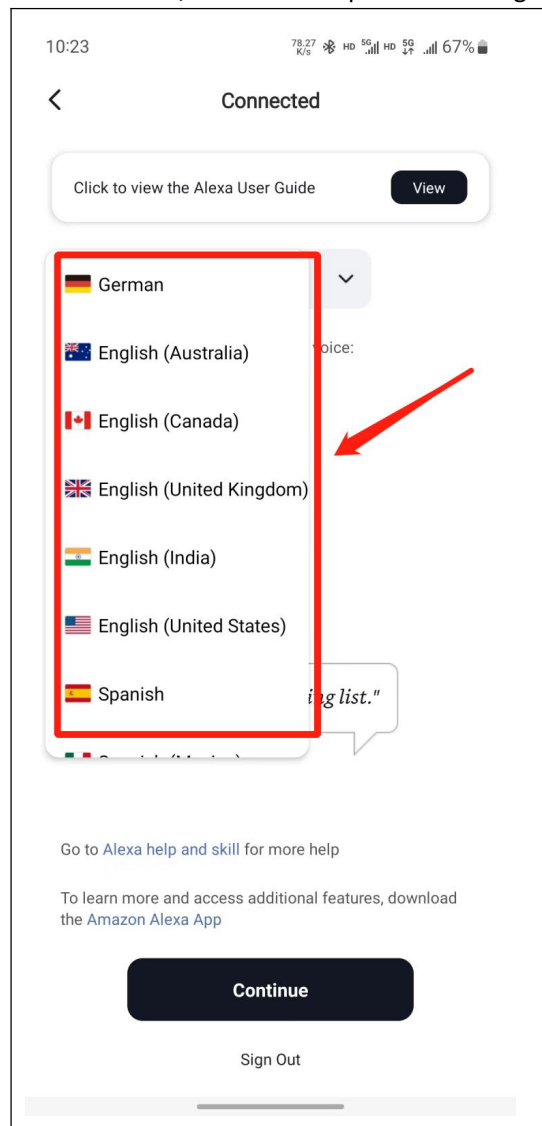 10:23 78.27 K/s HD 5G HD 5G 67%
Connected
Click to view the Alexa User Guide View
German
English (Australia)
voice:
English (Canada)
English (United Kingdom)
English (India)
English (United States)
Spanish
list."
Go to Alexa help and skill for more help
To learn more and access additional features, download
the Amazon Alexa App
Continue
Sign Out